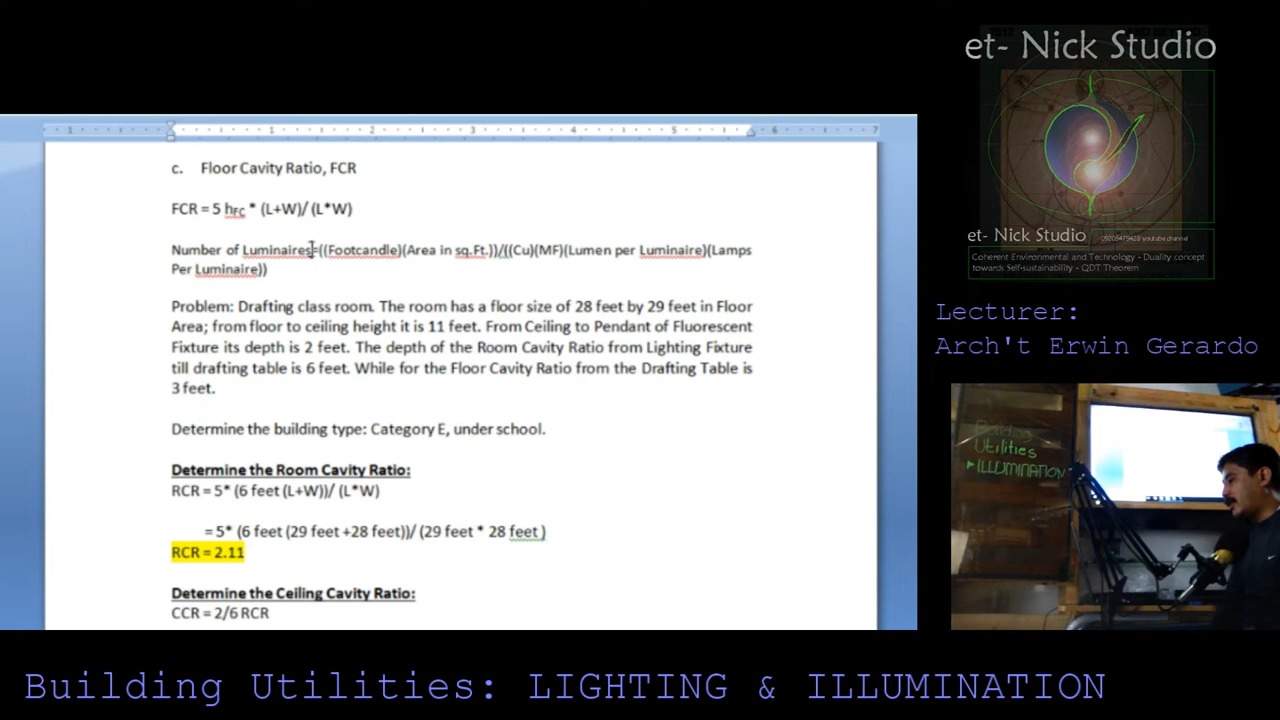 et- Nick Studio
et- Nick Studio
Coherent Environmental and Technology - Duality concept
towards Self-sustainability - QDT Theorem
c. Floor Cavity Ratio, FCR
FCR = 5 hFC * (L+W)/ (L*W)
Number of Luminaires=((Footcandle)(Area in sq.Ft.))/((Cu)(MF)(Lumen per Luminaire)(Lamps
Per Luminaire))
Problem: Drafting class room. The room has a floor size of 28 feet by 29 feet in Floor
Area; from floor to ceiling height it is 11 feet. From Ceiling to Pendant of Fluorescent
Fixture its depth is 2 feet. The depth of the Room Cavity Ratio from Lighting Fixture
till drafting table is 6 feet. While for the Floor Cavity Ratio from the Drafting Table is
3 feet.
Determine the building type: Category E, under school.
Determine the Room Cavity Ratio:
RCR = 5* (6 feet (L+W))/ (L*W)
= 5* (6 feet (29 feet +28 feet))/ (29 feet * 28 feet )
RCR = 2.11
Determine the Ceiling Cavity Ratio:
CCR = 2/6 RCR
Lecturer:
Arch't Erwin Gerardo
Building
Utilities
ILLUMINATION
Building Utilities: LIGHTING & ILLUMINATION